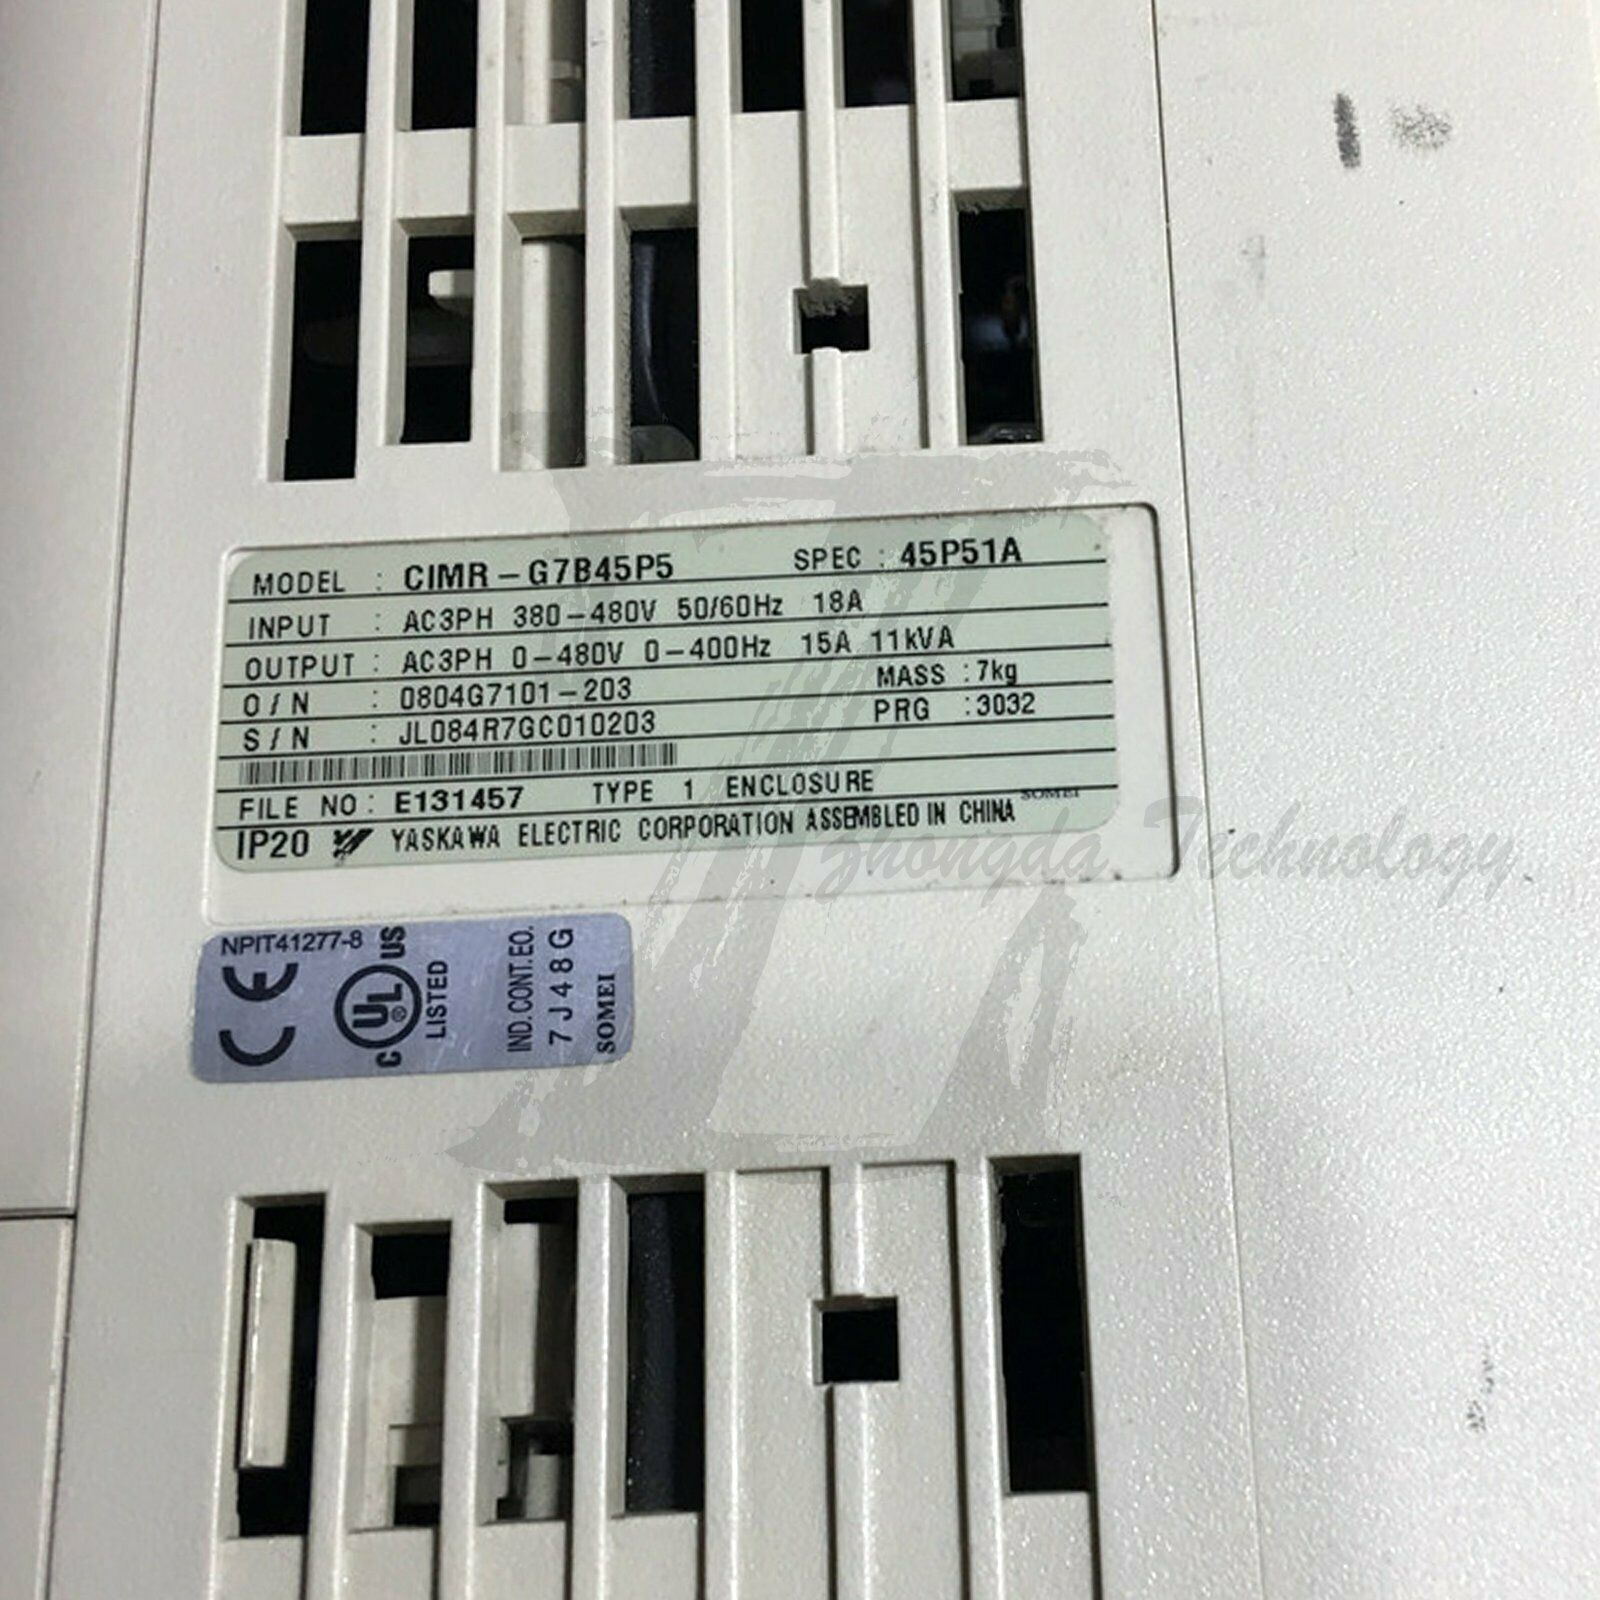 MODEL : CIMR-G7B45P5 SPEC : 45P51A
INPUT : AC3PH 380-480V 50/60Hz 18A
OUTPUT : AC3PH 0-480V 0-400Hz 15A 11kVA
O/N : 0804G7101-203 MASS : 7kg
S/N : JL084R7GC010203 PRG : 3032
FILE NO : E131457 TYPE 1 ENCLOSURE SOMEI
IP20 YASKAWA ELECTRIC CORPORATION ASSEMBLED IN CHINA
Zhongda Technology
NPIT41277-8
CE
C UL US
®
LISTED
IND.CONT.EQ.
7J48G
SOMEI